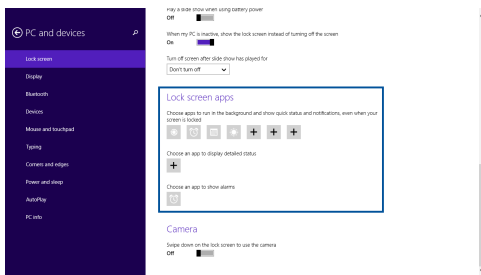 Play a slide show when using battery power
Off
PC and devices
When my PC is inactive, show the lock screen instead of turning off the screen
On
Lock screen
Display
Bluetooth
Devices
Mouse and touchpad
Typing
Corners and edges
Power and sleep
AutoPlay
PC info
Turn off screen after slide show has played for
Don't turn off
Lock screen apps
Choose apps to run in the background and show quick status and notifications, even when your
screen is locked
Choose an app to display detailed status
Choose an app to show alarms
Camera
Swipe down on the lock screen to use the camera
Off